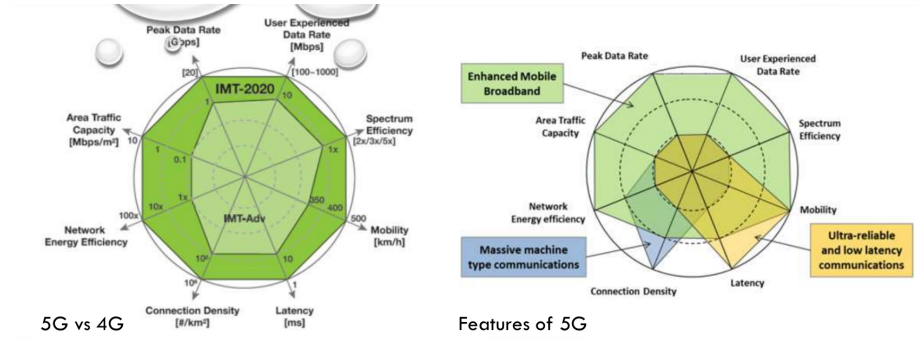 Peak Data Rate
[Gbps]
User Experienced
Data Rate
[Mbps]
[20]
[100~1000]
IMT-2020
1
10
Area Traffic
Capacity
[Mbps/m²]
10
1
0.1
Spectrum
Efficiency
[2x/3x/5x]
1x
1x
10x
100x
Network
Energy Efficiency
IMT-Adv
350
400
500
Mobility
[km/h]
10
1
Connection Density
[#/km²]
Latency
[ms]
5G vs 4G
Peak Data Rate
User Experienced
Data Rate
Enhanced Mobile
Broadband
Area Traffic
Capacity
Spectrum
Efficiency
Network
Energy efficiency
Mobility
Massive machine
type communications
Ultra-reliable
and low latency
communications
Connection Density
Latency
Features of 5G